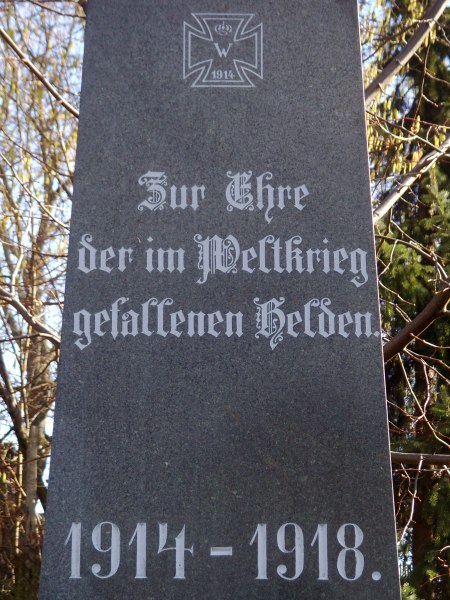 W
1914
Zur Ehre
der im Weltkrieg
gefallenen Helden.
1914-1918.